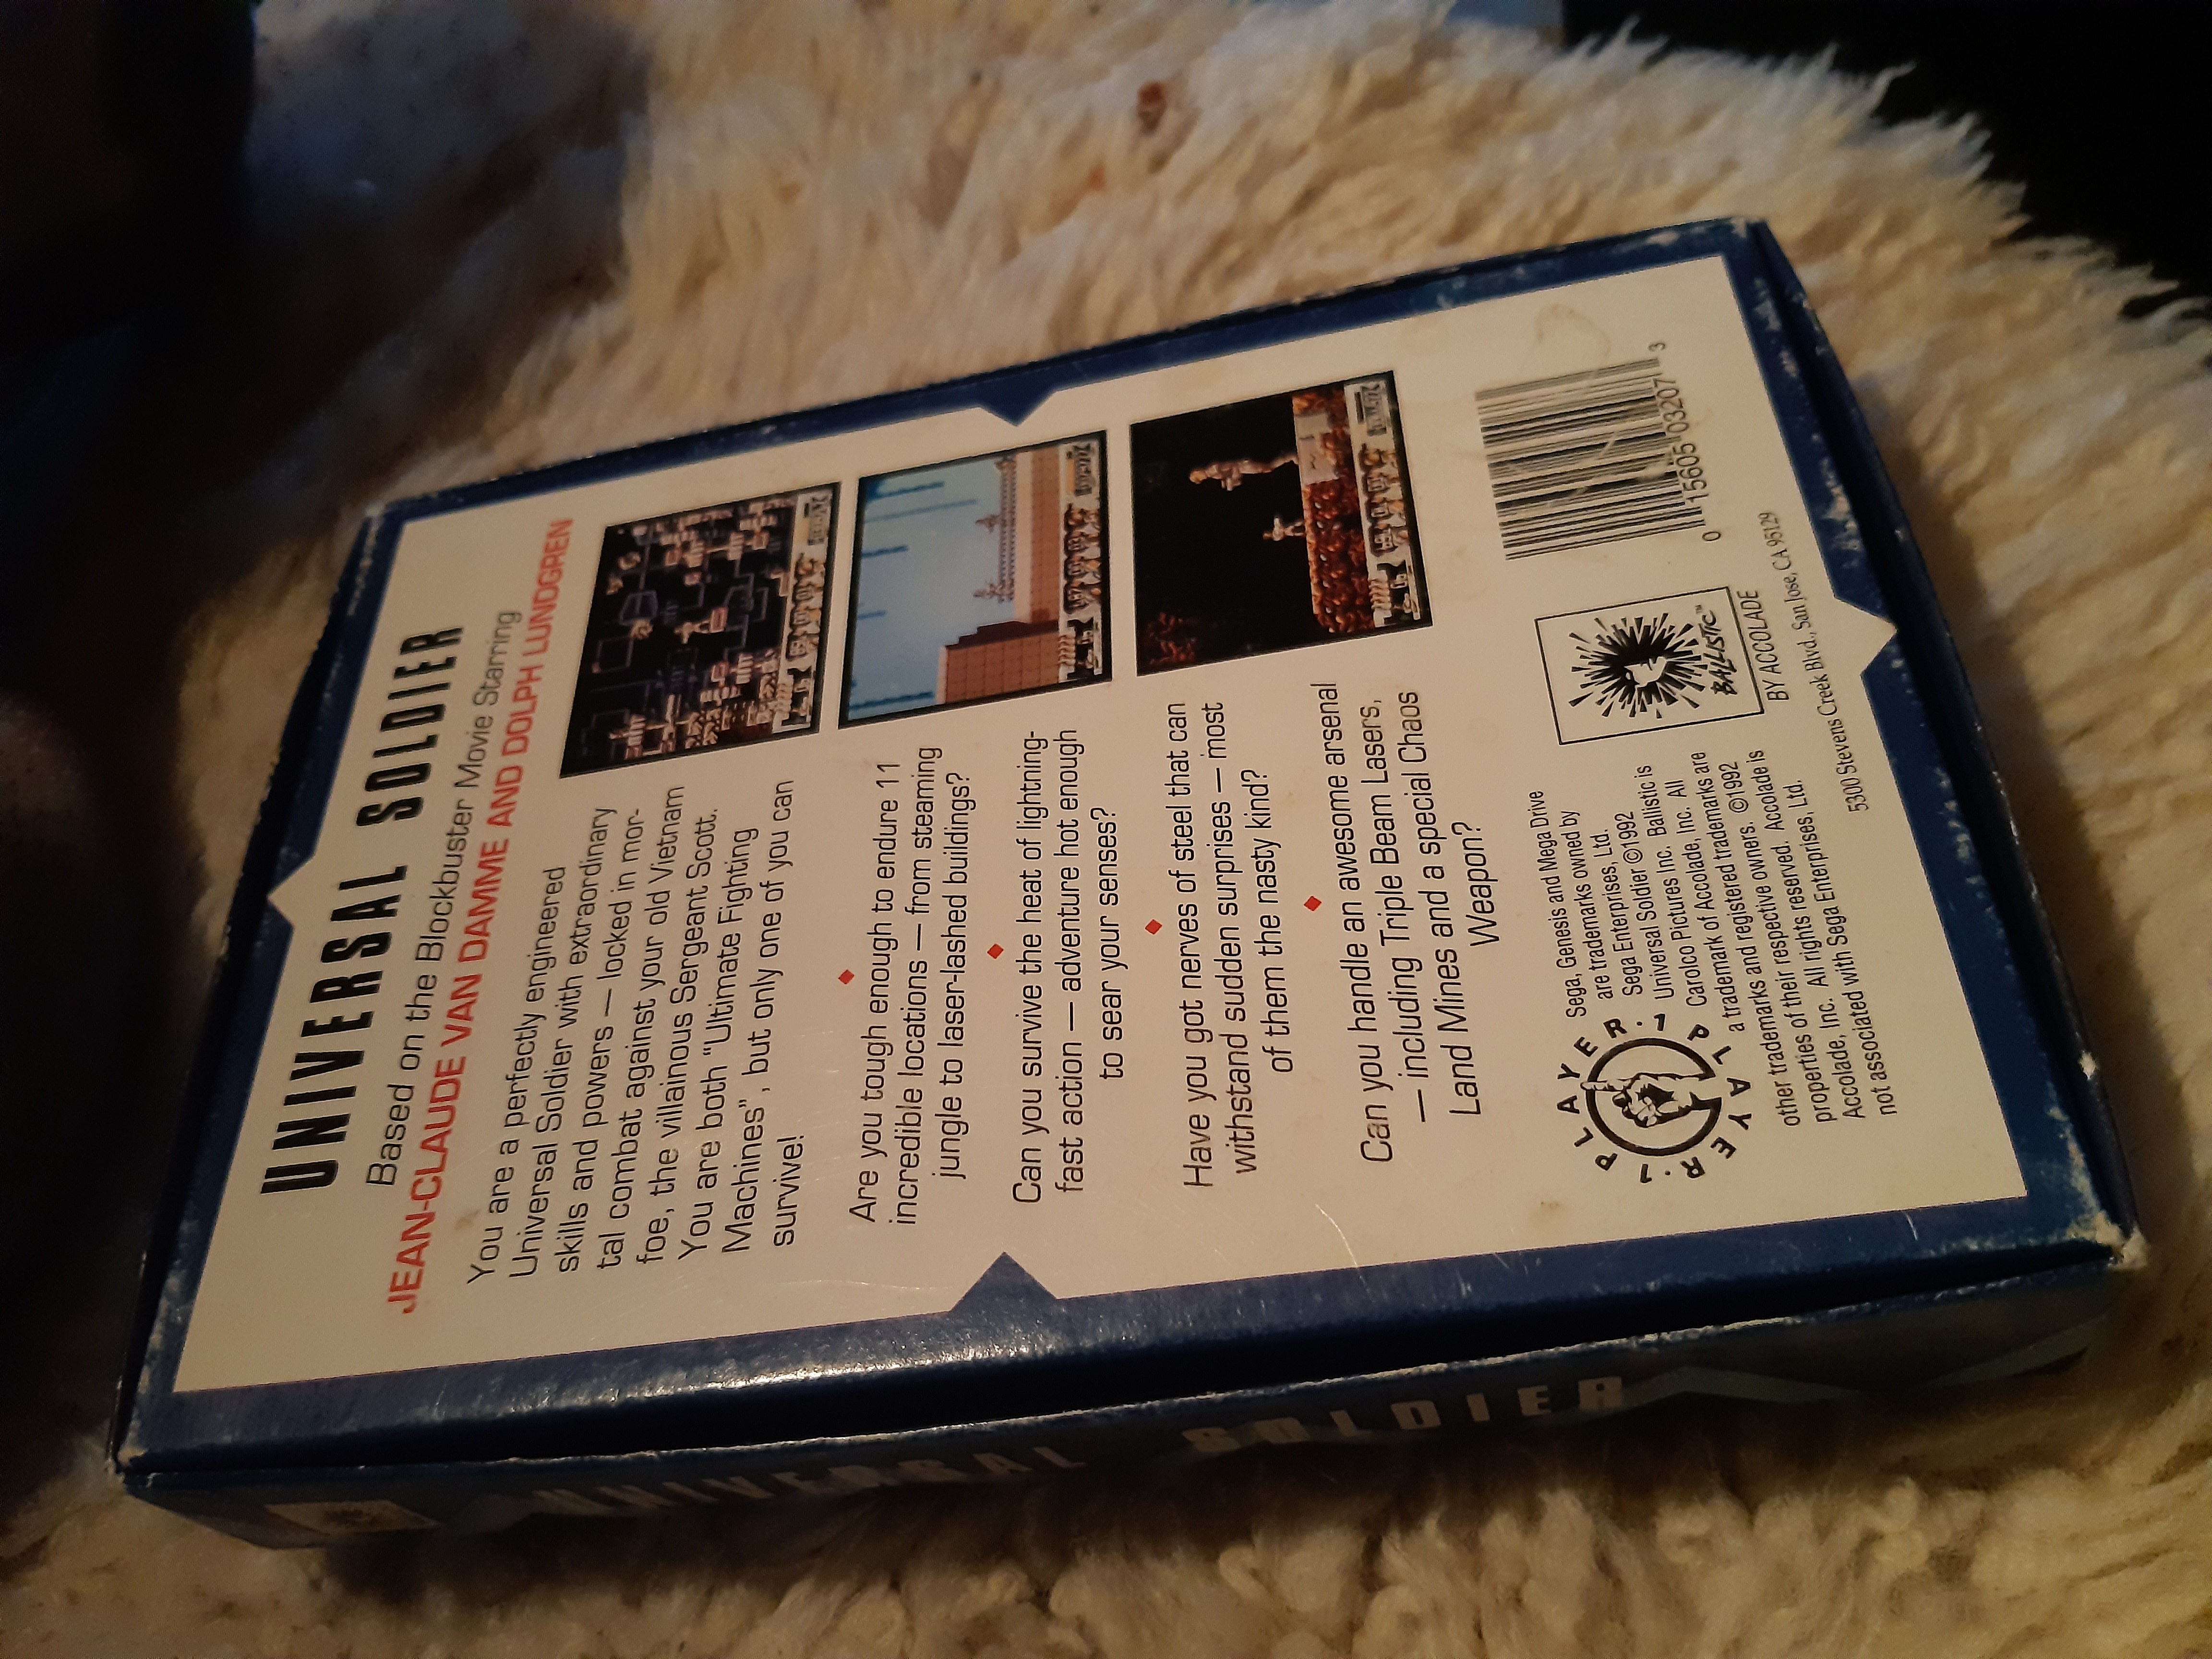 UNIVERSAL SOLDIER
Based on the Blockbuster Movie Starring
JEAN-CLAUDE VAN DAMME AND DOLPH LUNDGREN
You are a perfectly engineered
Universal Soldier with extraordinary
skills and powers — locked in mor-
tal combat against your old Vietnam
foe, the villainous Sergeant Scott.
You are both “Ultimate Fighting
Machines”, but only one of you can
survive!
Are you tough enough to endure 11
incredible locations — from steaming
jungle to laser-lashed buildings?
Can you survive the heat of lightning-
fast action — adventure hot enough
to sear your senses?
Have you got nerves of steel that can
withstand sudden surprises — most
of them the nasty kind?
Can you handle an awesome arsenal
— including Triple Beam Lasers,
Land Mines and a special Chaos
Weapon?
1 PLAYER
1 PLAYER
Sega, Genesis and Mega Drive
are trademarks owned by
Sega Enterprises, Ltd.
Universal Soldier ©1992
Carolco Pictures Inc. Ballistic is
a trademark of Accolade, Inc. All
other trademarks and registered trademarks are
properties of their respective owners. ©1992
Accolade, Inc. All rights reserved. Accolade is
not associated with Sega Enterprises, Ltd.
BALLISTIC™
BY ACCOLADE
5300 Stevens Creek Blvd., San Jose, CA 95129
0 15605 03207 3
UNIVERSAL SOLDIER